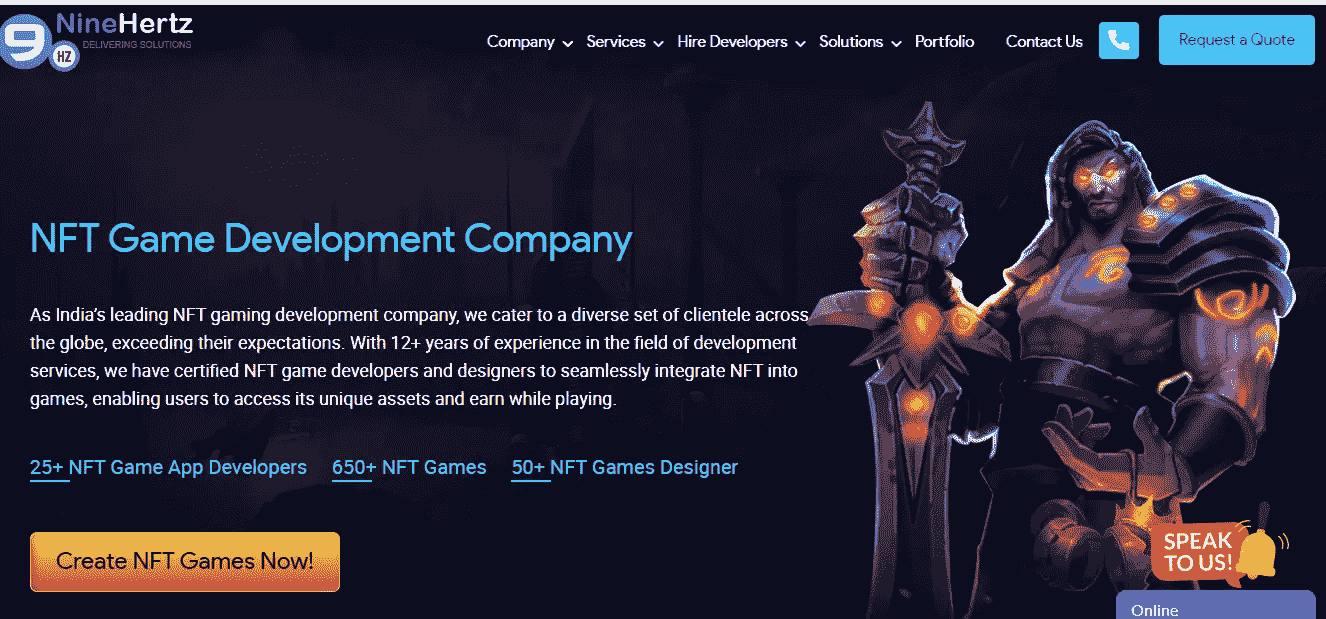 9
NineHertz
DELIVERING SOLUTIONS
HZ
Company Services Hire Developers Solutions Portfolio Contact Us Request a Quote
NFT Game Development Company
As India's leading NFT gaming development company, we cater to a diverse set of clientele across
the globe, exceeding their expectations. With 12+ years of experience in the field of development
services, we have certified NFT game developers and designers to seamlessly integrate NFT into
games, enabling users to access its unique assets and earn while playing.
25+ NFT Game App Developers 650+ NFT Games 50+ NFT Games Designer
Create NFT Games Now!
SPEAK
TO US!
Online